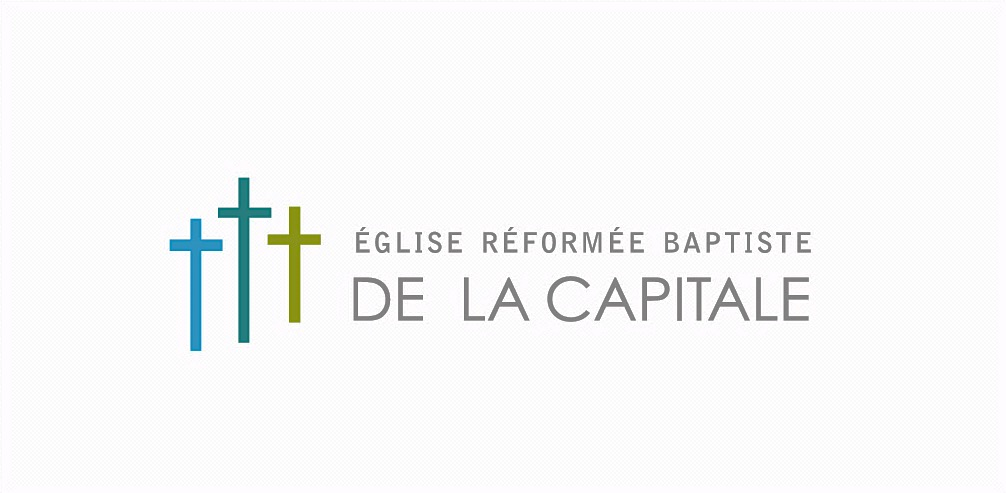 ÉGLISE RÉFORMÉE BAPTISTE
DE LA CAPITALE